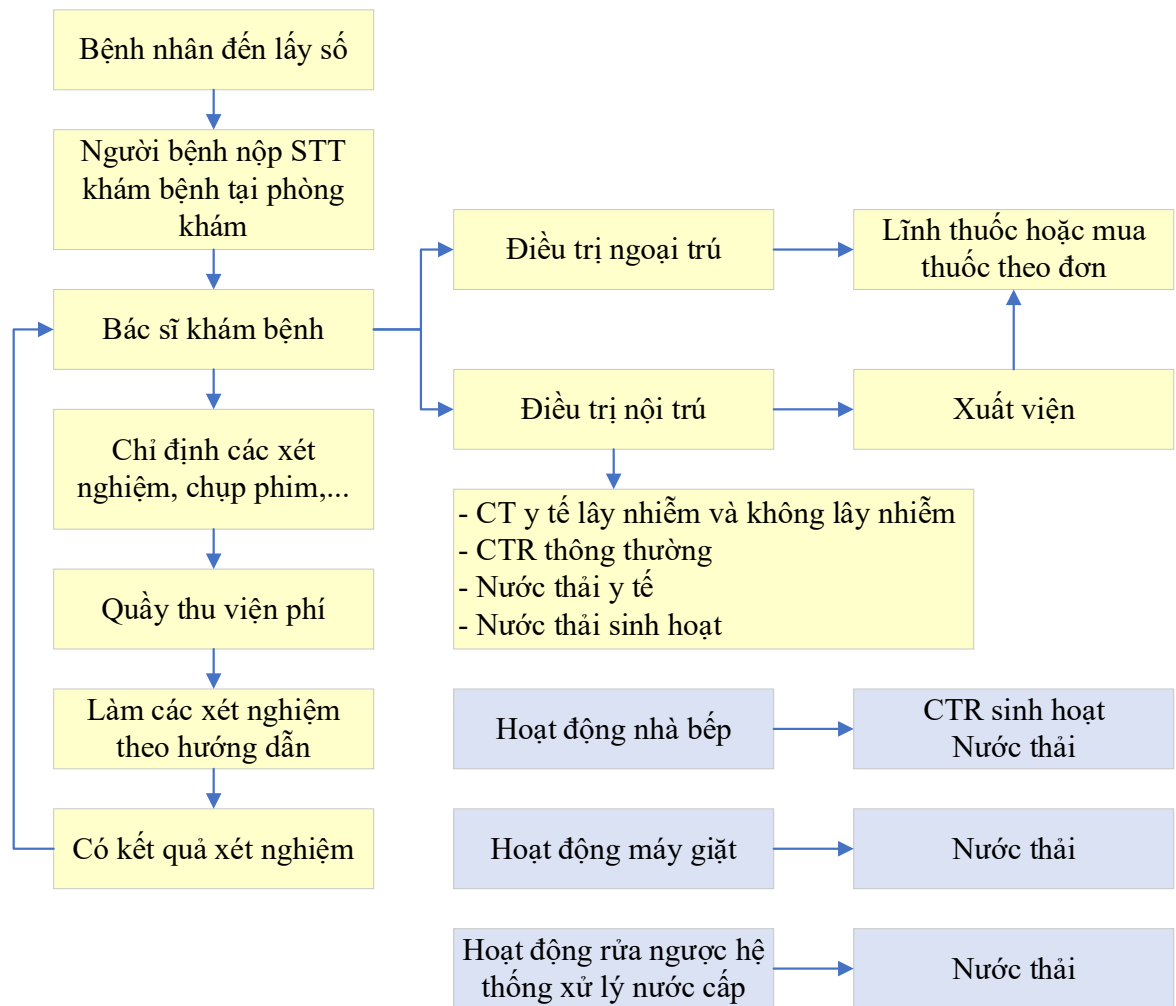 Bệnh nhân đến lấy số
Người bệnh nộp STT
khám bệnh tại phòng
khám
Bác sĩ khám bệnh
Chỉ định các xét
nghiệm, chụp phim,...
Quầy thu viện phí
Làm các xét nghiệm
theo hướng dẫn
Có kết quả xét nghiệm
Điều trị ngoại trú
Lĩnh thuốc hoặc mua
thuốc theo đơn
Điều trị nội trú
Xuất viện
- CT y tế lây nhiễm và không lây nhiễm
- CTR thông thường
- Nước thải y tế
- Nước thải sinh hoạt
Hoạt động nhà bếp
CTR sinh hoạt
Nước thải
Hoạt động máy giặt
Nước thải
Hoạt động rửa ngược hệ
thống xử lý nước cấp
Nước thải